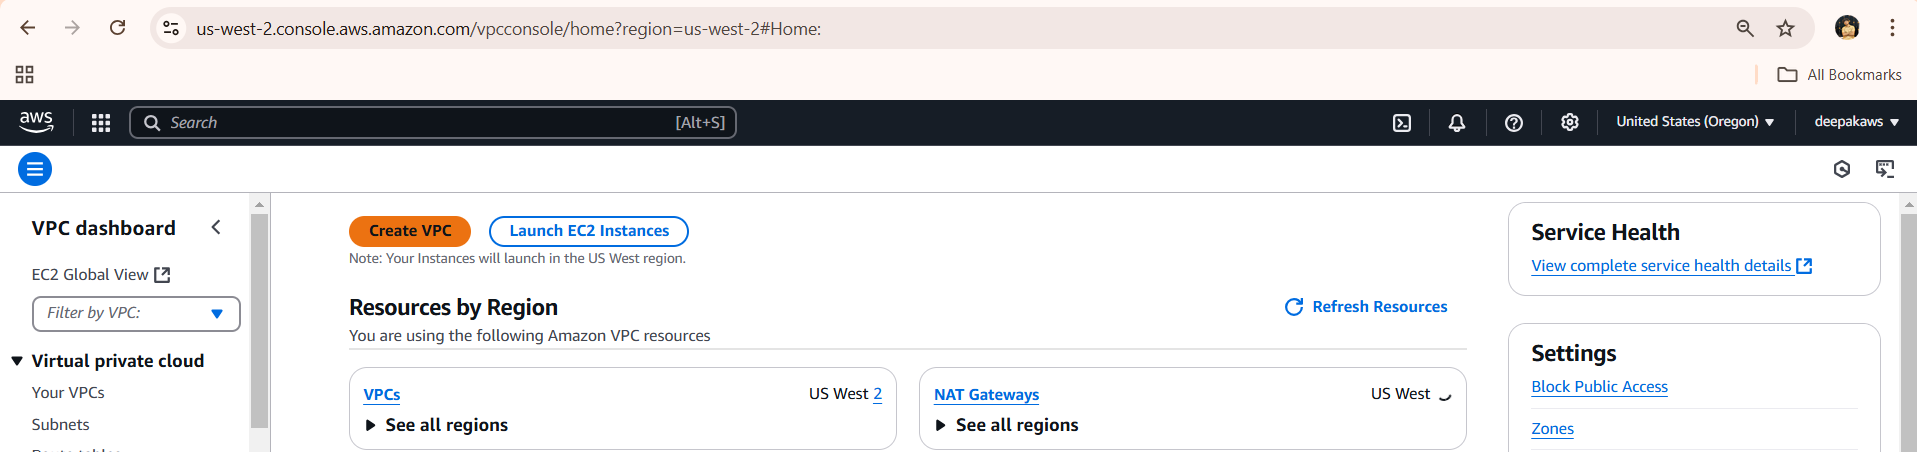 us-west-2.console.aws.amazon.com/vpcconsole/home?region=us-west-2#Home:
All Bookmarks
aws
Search
[Alt+S]
United States (Oregon)
deepakaws
VPC dashboard
EC2 Global View
Filter by VPC:
Virtual private cloud
Your VPCs
Subnets
Create VPC
Launch EC2 Instances
Note: Your Instances will launch in the US West region.
Resources by Region
Refresh Resources
You are using the following Amazon VPC resources
VPCs
US West 2
See all regions
NAT Gateways
US West
See all regions
Service Health
View complete service health details
Settings
Block Public Access
Zones